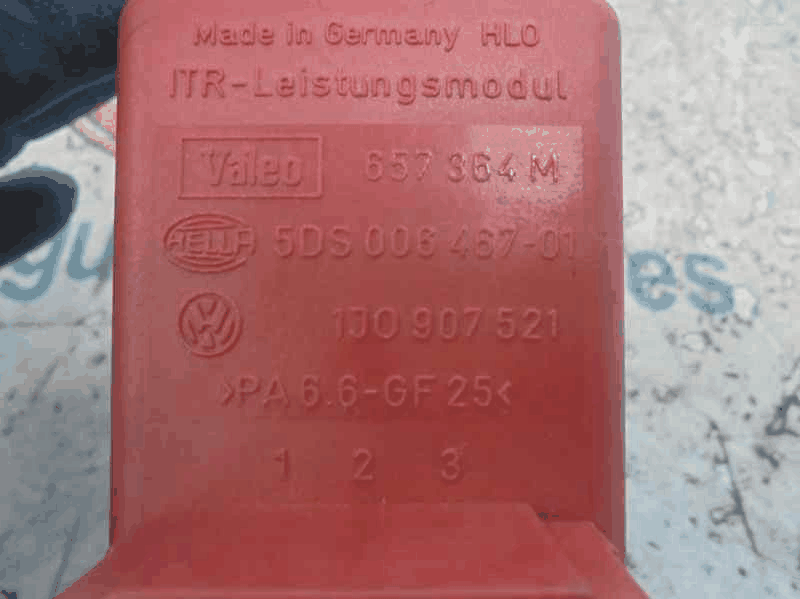 Made in Germany HLO
ITR-Leistungsmodul
Valeo 657 364 M
HELLA 5DS 006 467-01
VW 1J0 907 521
>PA 6.6-GF 25<
1 2 3